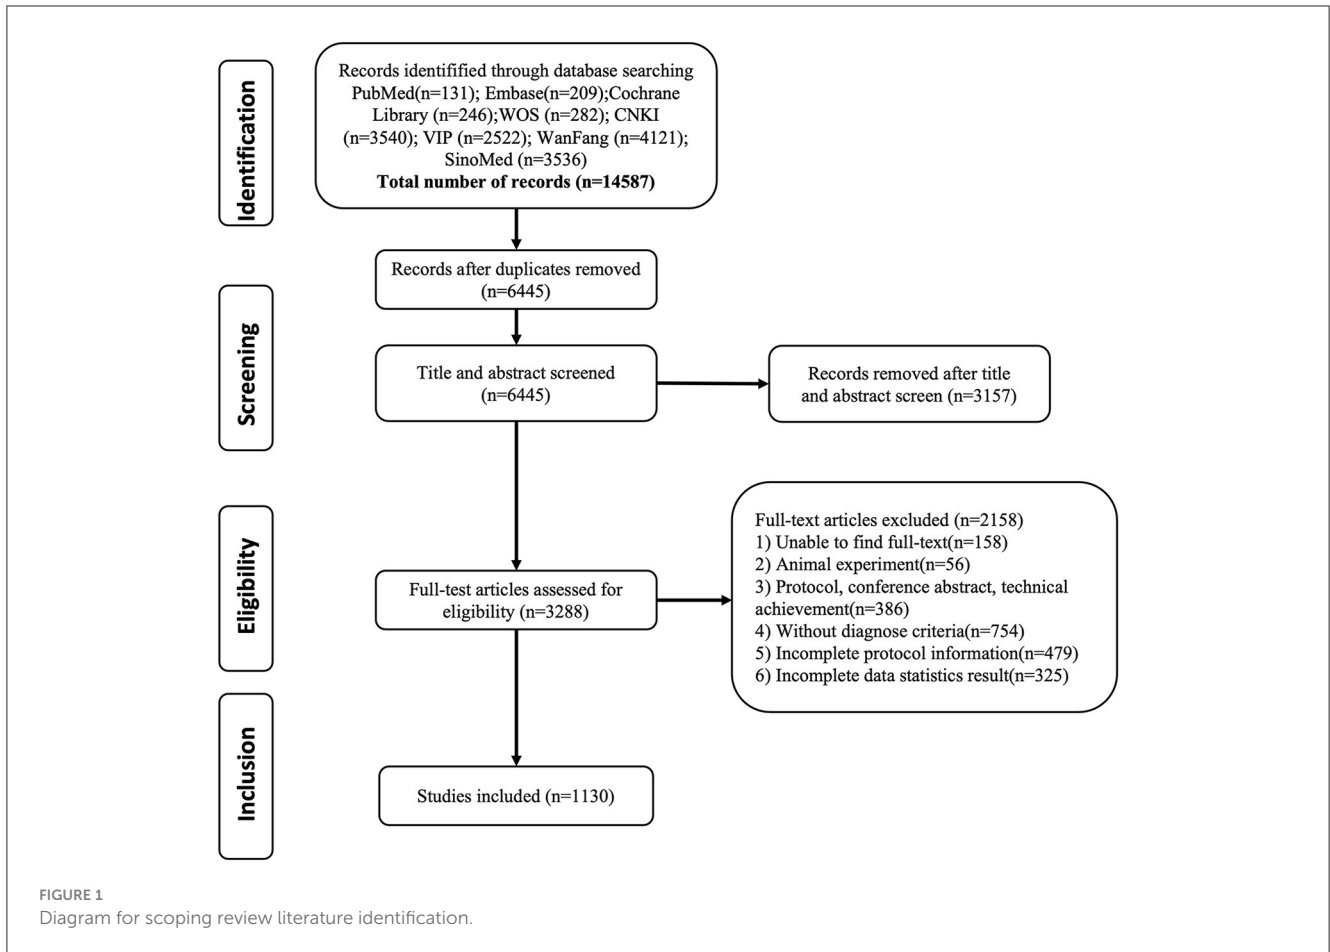 Identification
Records identifified through database searching
PubMed(n=131); Embase(n=209);Cochrane
Library (n=246);WOS (n=282); CNKI
(n=3540); VIP (n=2522); WanFang (n=4121);
SinoMed (n=3536)
Total number of records (n=14587)
Screening
Records after duplicates removed
(n=6445)
Title and abstract screened
(n=6445)
Records removed after title
and abstract screen (n=3157)
Eligibility
Full-test articles assessed for
eligibility (n=3288)
Full-text articles excluded (n=2158)
1) Unable to find full-text(n=158)
2) Animal experiment(n=56)
3) Protocol, conference abstract, technical
achievement(n=386)
4) Without diagnose criteria(n=754)
5) Incomplete protocol information(n=479)
6) Incomplete data statistics result(n=325)
Inclusion
Studies included (n=1130)
FIGURE 1
Diagram for scoping review literature identification.